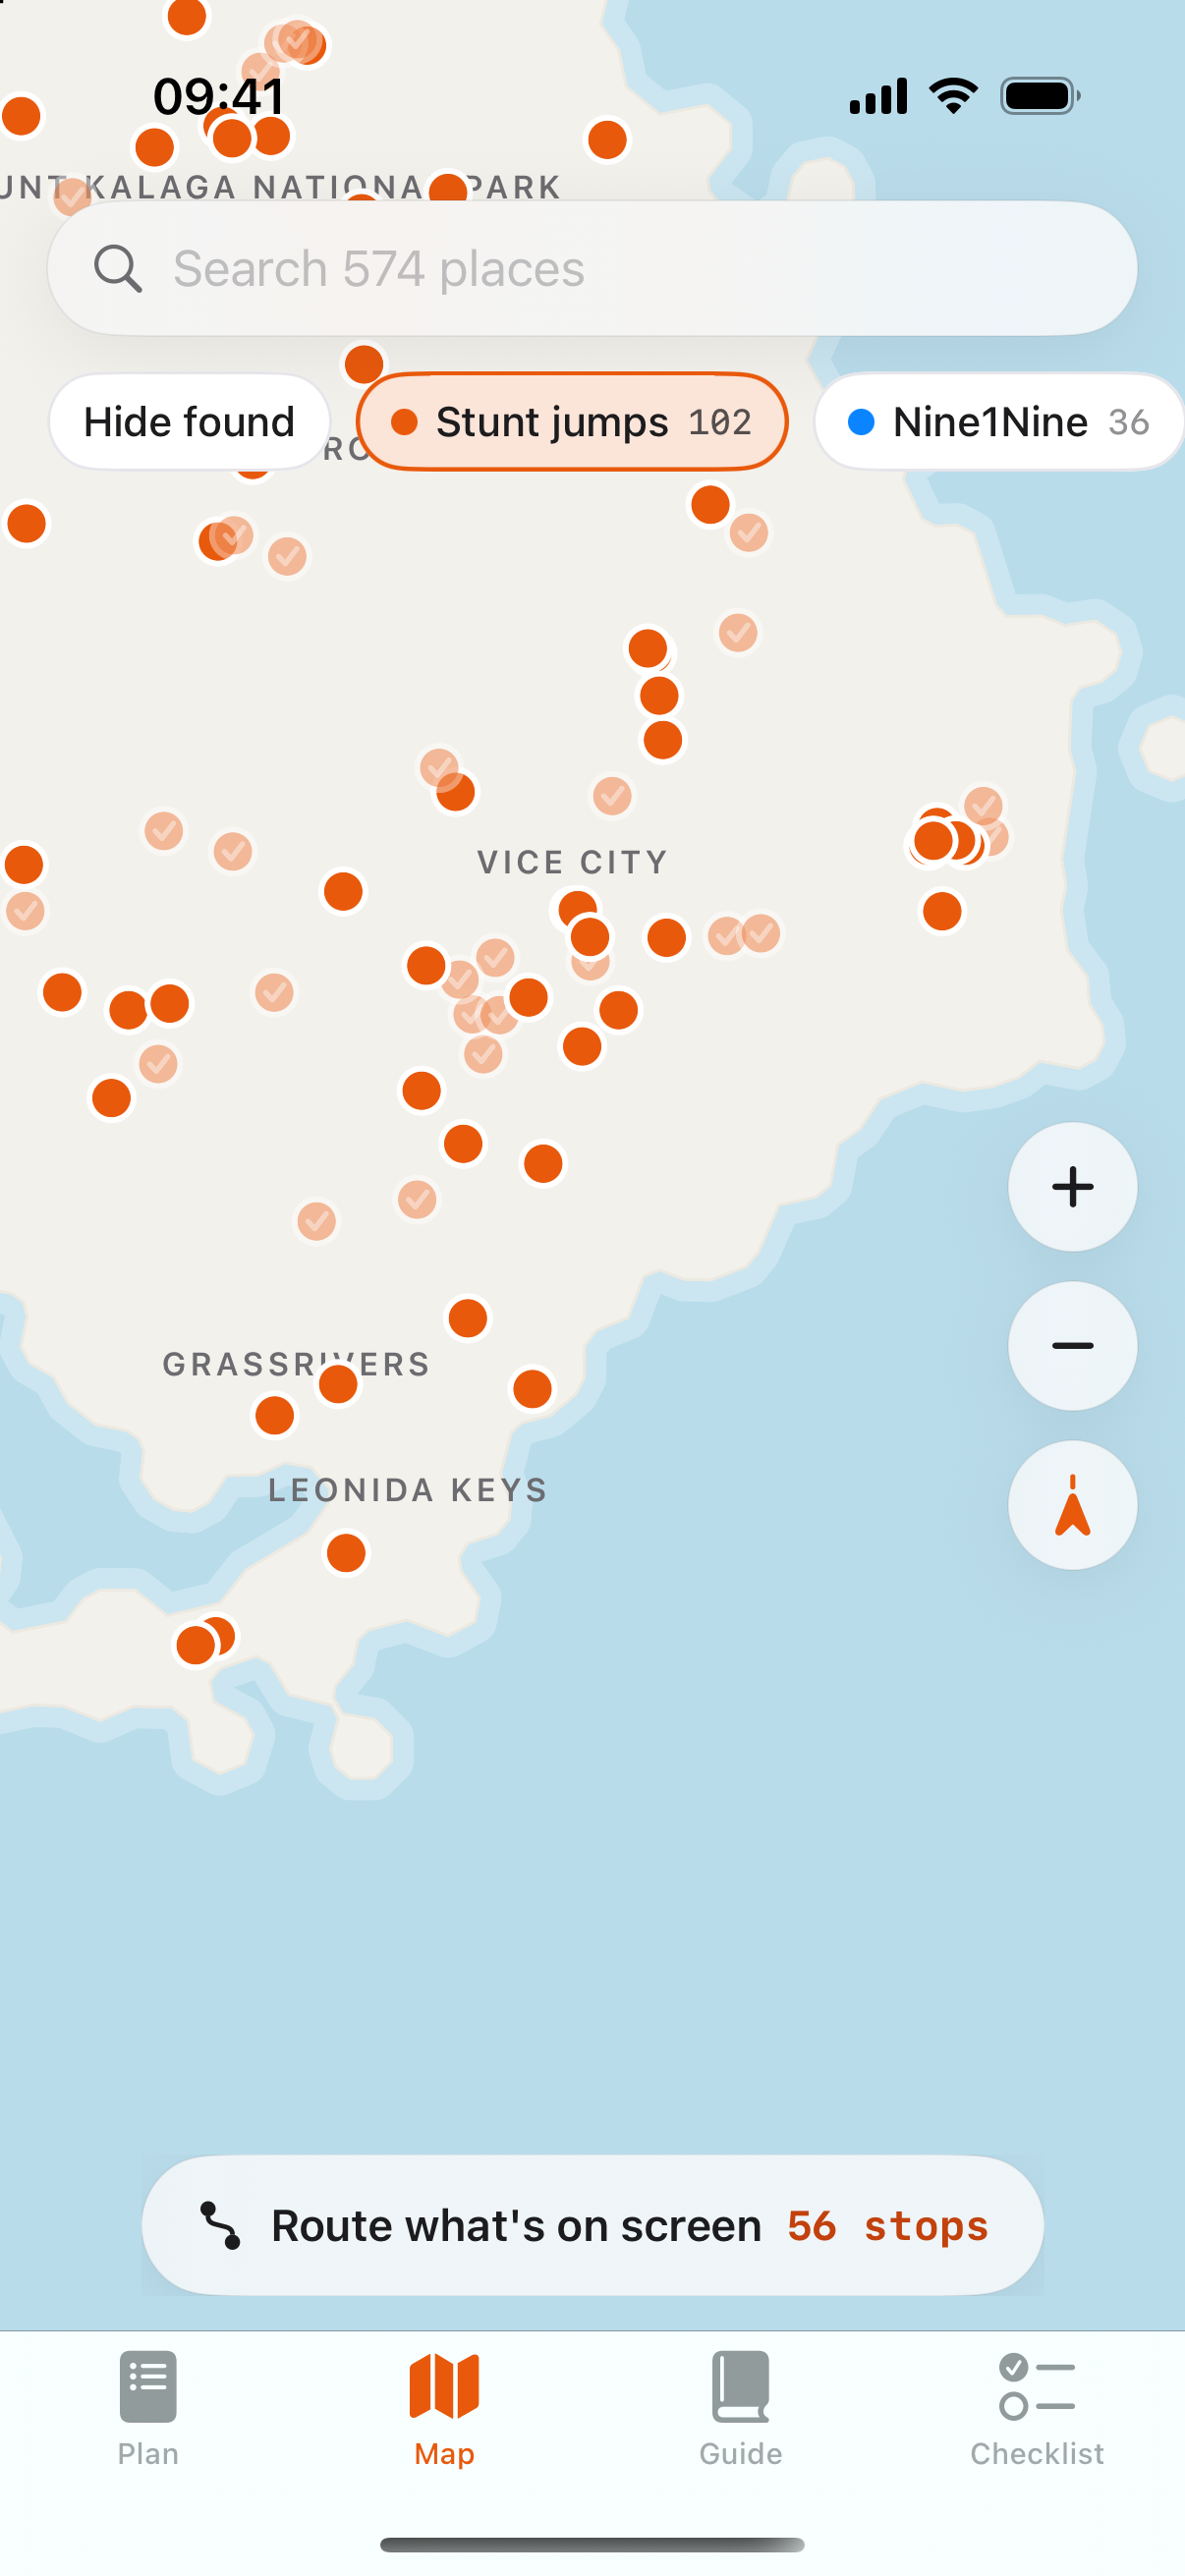 09:41
UNT KALAGA NATIONA PARK
Search 574 places
Hide found
Stunt jumps 102
Nine1Nine 36
VICE CITY
GRASSRIVERS
LEONIDA KEYS
Route what's on screen 56 stops
Plan
Map
Guide
Checklist